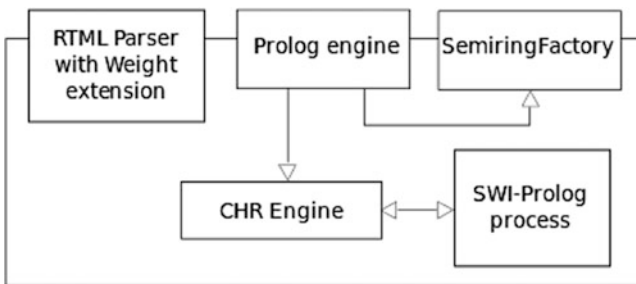 RTML Parser
with Weight
extension
Prolog engine
SemiringFactory
CHR Engine
SWI-Prolog
process